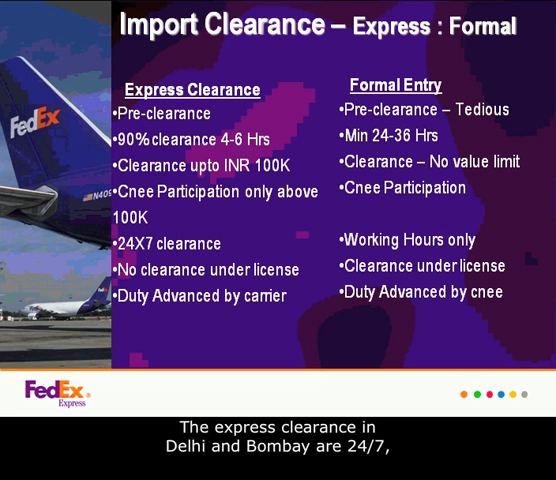 Import Clearance – Express : Formal
Express Clearance
•Pre-clearance
•90%clearance 4-6 Hrs
•Clearance upto INR 100K
•Cnee Participation only above
100K
•24X7 clearance
•No clearance under license
•Duty Advanced by carrier
Formal Entry
•Pre-clearance – Tedious
•Min 24-36 Hrs
•Clearance – No value limit
•Cnee Participation
•Working Hours only
•Clearance under license
•Duty Advanced by cnee
FedEx
N409
FedEx®
Express
The express clearance in
Delhi and Bombay are 24/7,